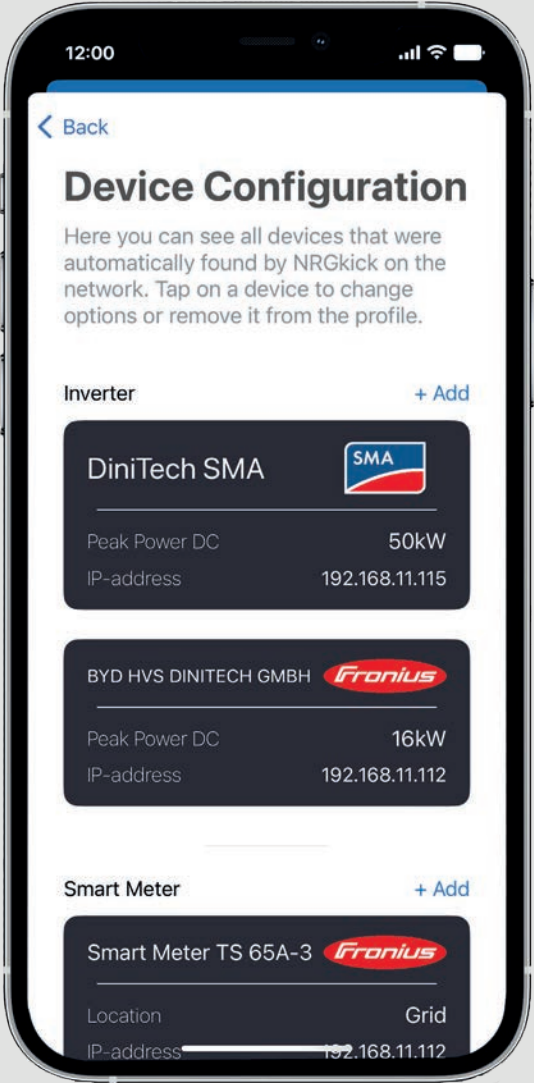 12:00
Back
Device Configuration
Here you can see all devices that were
automatically found by NRGkick on the
network. Tap on a device to change
options or remove it from the profile.
Inverter + Add
DiniTech SMA SMA
Peak Power DC 50kW
IP-address 192.168.11.115
BYD HVS DINITECH GMBH Fronius
Peak Power DC 16kW
IP-address 192.168.11.112
Smart Meter + Add
Smart Meter TS 65A-3 Fronius
Location Grid
IP-address 192.168.11.112